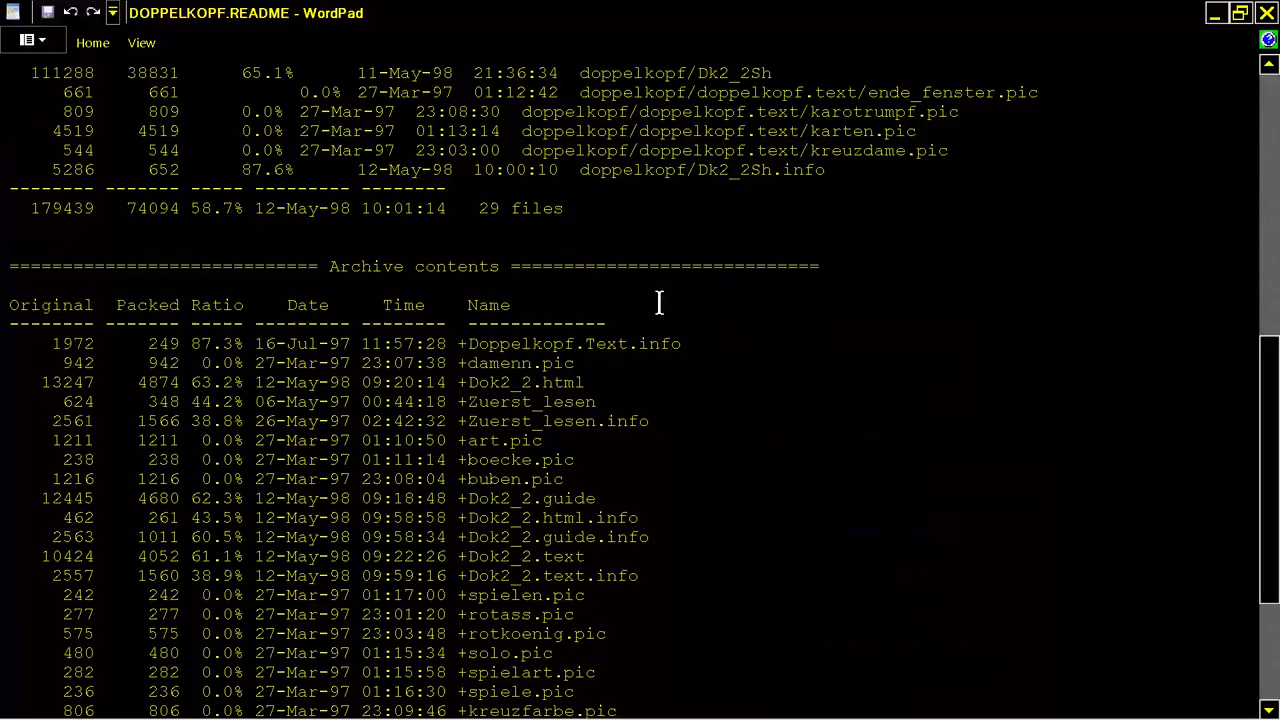 DOPPELKOPF.README - WordPad
Home View
111288 38831 65.1% 11-May-98 21:36:34 doppelkopf/Dk2_2Sh
661 661 0.0% 27-Mar-97 01:12:42 doppelkopf/doppelkopf.text/ende_fenster.pic
809 809 0.0% 27-Mar-97 23:08:30 doppelkopf/doppelkopf.text/karotrumpf.pic
4519 4519 0.0% 27-Mar-97 01:13:14 doppelkopf/doppelkopf.text/karten.pic
544 544 0.0% 27-Mar-97 23:03:00 doppelkopf/doppelkopf.text/kreuzdame.pic
5286 652 87.6% 12-May-98 10:00:10 doppelkopf/Dk2_2Sh.info
-------- ------- ----- --------- --------
179439 74094 58.7% 12-May-98 10:01:14 29 files
============================= Archive contents =============================
Original Packed Ratio Date Time Name
-------- ------- ----- --------- -------- -------------
1972 249 87.3% 16-Jul-97 11:57:28 +Doppelkopf.Text.info
942 942 0.0% 27-Mar-97 23:07:38 +damenn.pic
13247 4874 63.2% 12-May-98 09:20:14 +Dok2_2.html
624 348 44.2% 06-May-97 00:44:18 +Zuerst_lesen
2561 1566 38.8% 26-May-97 02:42:32 +Zuerst_lesen.info
1211 1211 0.0% 27-Mar-97 01:10:50 +art.pic
238 238 0.0% 27-Mar-97 01:11:14 +boecke.pic
1216 1216 0.0% 27-Mar-97 23:08:04 +buben.pic
12445 4680 62.3% 12-May-98 09:18:48 +Dok2_2.guide
462 261 43.5% 12-May-98 09:58:58 +Dok2_2.html.info
2563 1011 60.5% 12-May-98 09:58:34 +Dok2_2.guide.info
10424 4052 61.1% 12-May-98 09:22:26 +Dok2_2.text
2557 1560 38.9% 12-May-98 09:59:16 +Dok2_2.text.info
242 242 0.0% 27-Mar-97 01:17:00 +spielen.pic
277 277 0.0% 27-Mar-97 23:01:20 +rotass.pic
575 575 0.0% 27-Mar-97 23:03:48 +rotkoenig.pic
480 480 0.0% 27-Mar-97 01:15:34 +solo.pic
282 282 0.0% 27-Mar-97 01:15:58 +spielart.pic
236 236 0.0% 27-Mar-97 01:16:30 +spiele.pic
806 806 0.0% 27-Mar-97 23:09:46 +kreuzfarbe.pic